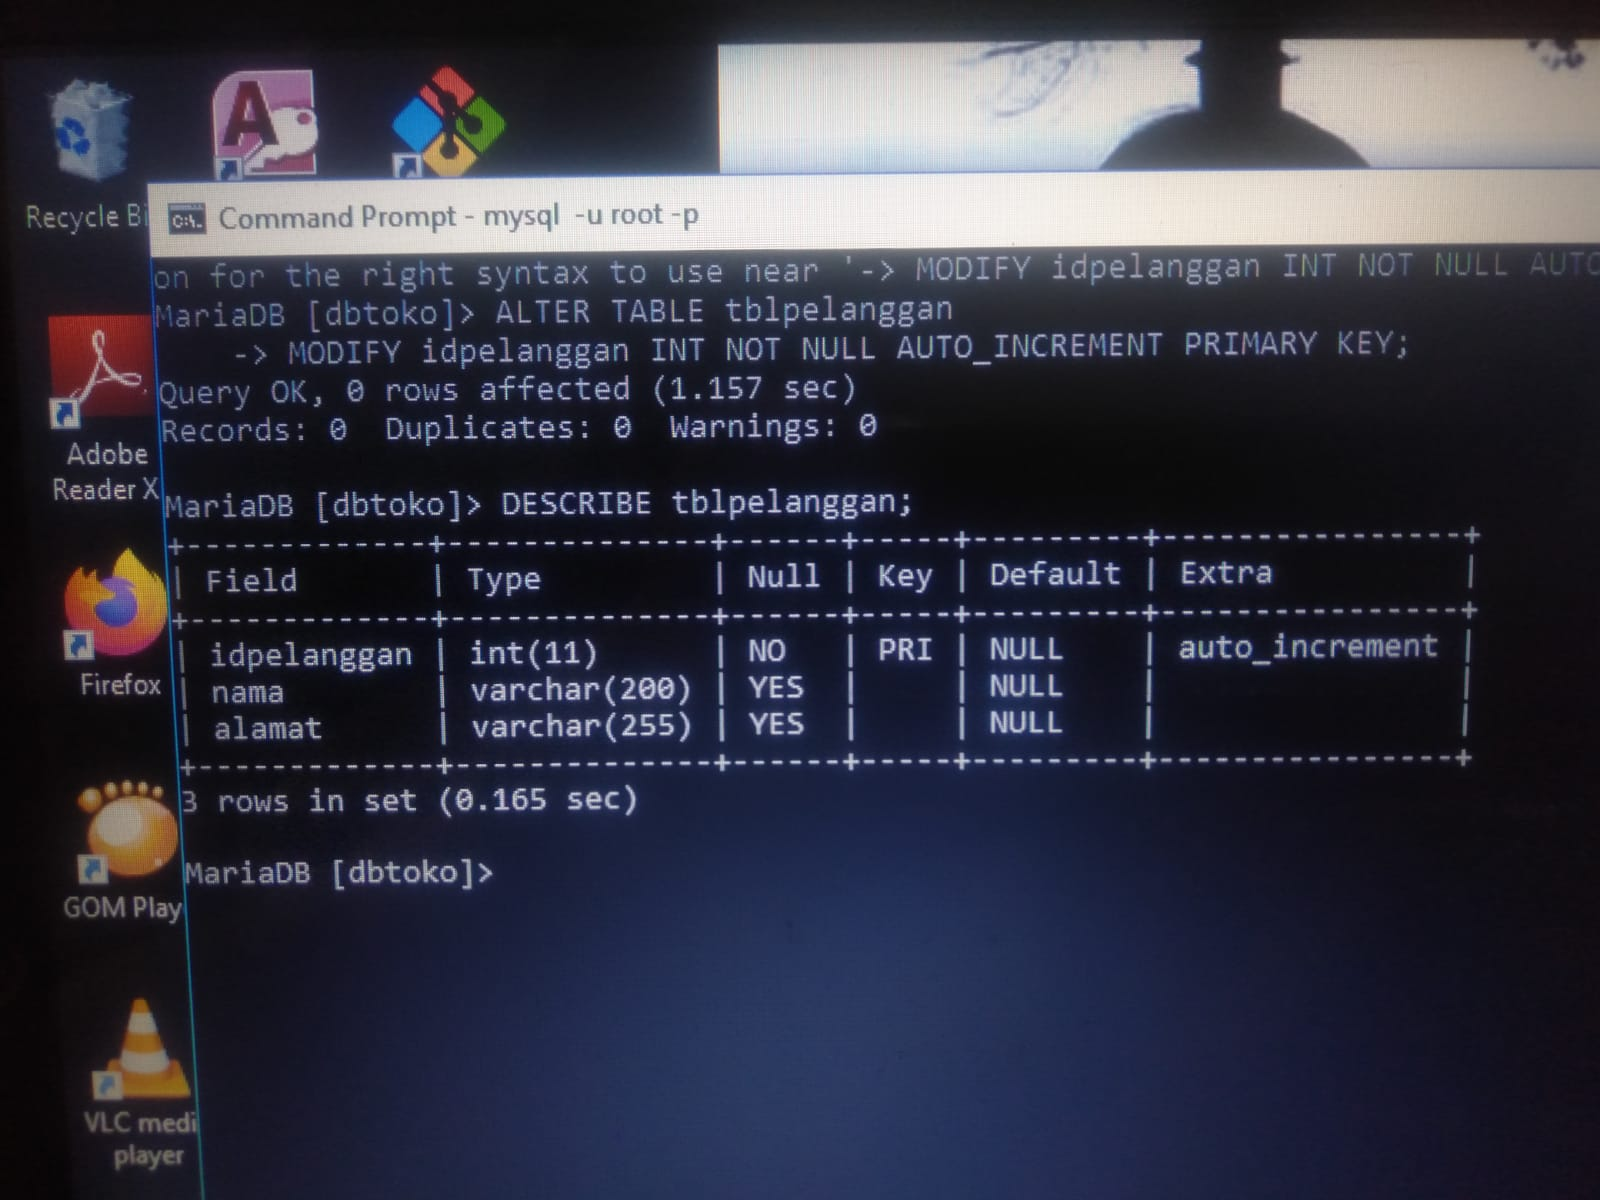 Recycle Bi
Command Prompt - mysql  -u root -p
on for the right syntax to use near '-> MODIFY idpelanggan INT NOT NULL AUTO
MariaDB [dbtoko]> ALTER TABLE tblpelanggan
    -> MODIFY idpelanggan INT NOT NULL AUTO_INCREMENT PRIMARY KEY;
Query OK, 0 rows affected (1.157 sec)
Records: 0  Duplicates: 0  Warnings: 0
Adobe
Reader X
MariaDB [dbtoko]> DESCRIBE tblpelanggan;
+-------------+--------------+------+-----+---------+----------------+
| Field       | Type         | Null | Key | Default | Extra          |
+-------------+--------------+------+-----+---------+----------------+
| idpelanggan | int(11)      | NO   | PRI | NULL    | auto_increment |
| nama        | varchar(200) | YES  |     | NULL    |                |
| alamat      | varchar(255) | YES  |     | NULL    |                |
+-------------+--------------+------+-----+---------+----------------+
3 rows in set (0.165 sec)
Firefox
MariaDB [dbtoko]>
GOM Play
VLC medi
player